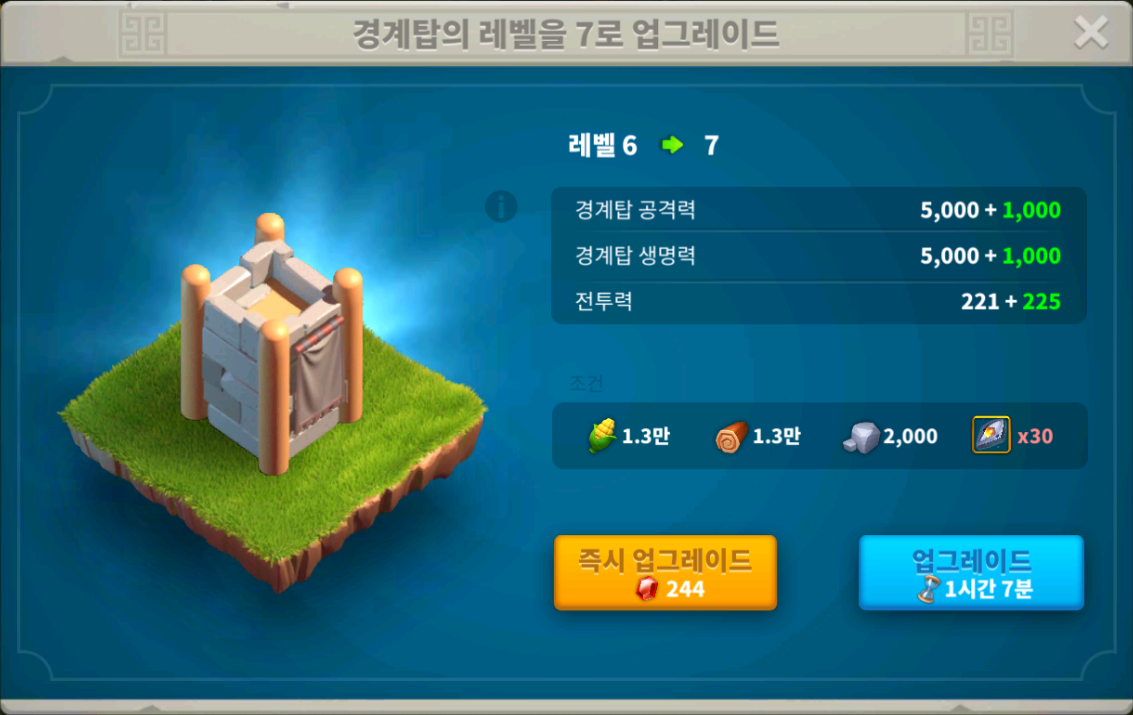 경계탑의 레벨을 7로 업그레이드
레벨 6 7
경계탑 공격력 5,000 + 1,000
경계탑 생명력 5,000 + 1,000
전투력 221 + 225
조건
1.3만 1.3만 2,000 x30
즉시 업그레이드 업그레이드
244 1시간 7분